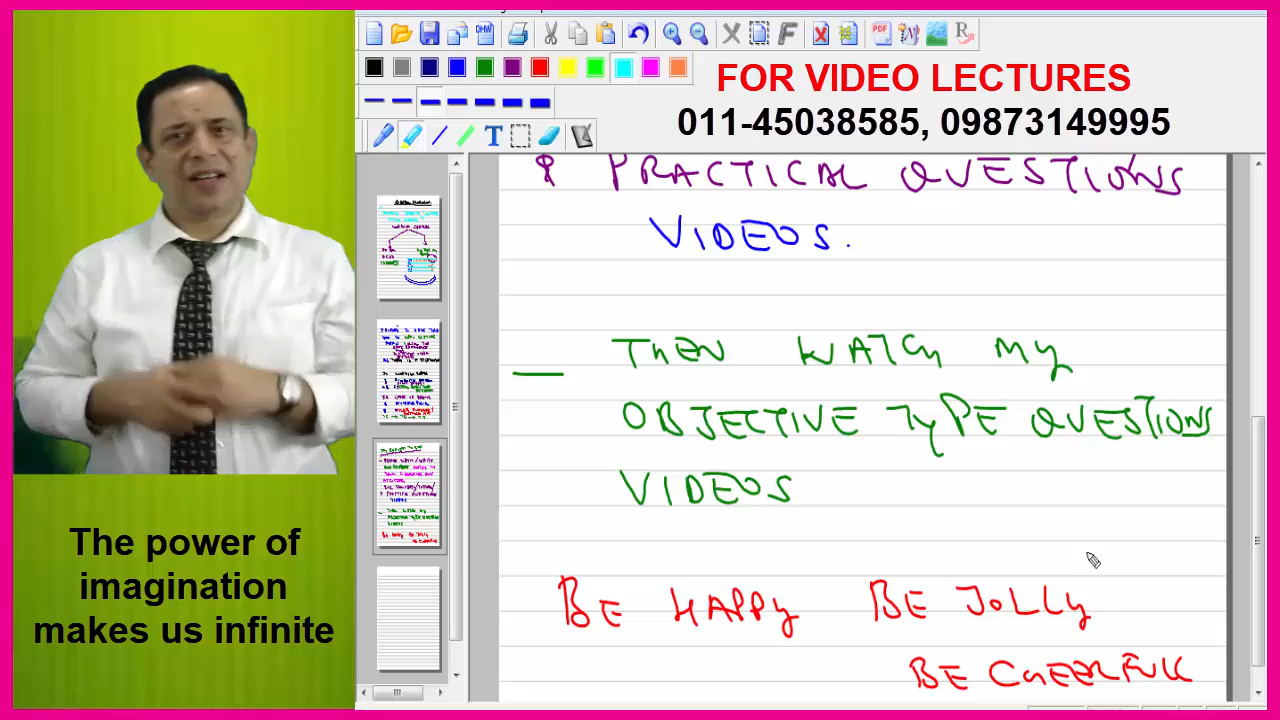 FOR VIDEO LECTURES
011-45038585, 09873149995
& PRACTICAL QUESTIONS
VIDEOS.
— THEN WATCH MY
OBJECTIVE TYPE QUESTIONS
VIDEOS
BE HAPPY BE JOLLY
BE CHEERFUL
The power of
imagination
makes us infinite